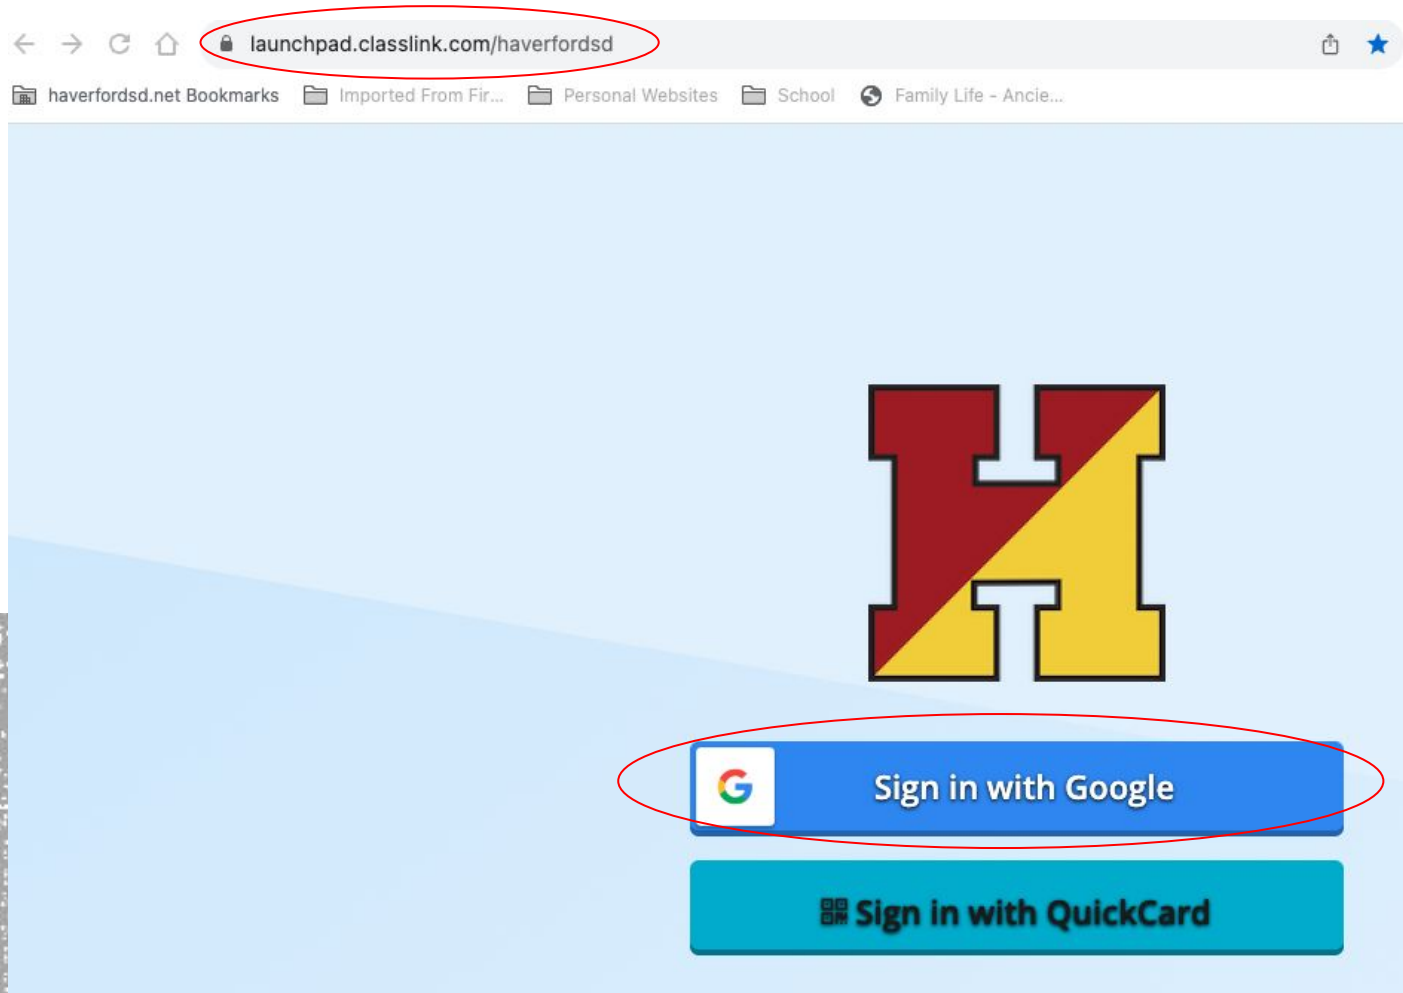 launchpad.classlink.com/haverfordsd
haverfordsd.net Bookmarks Imported From Fir... Personal Websites School Family Life - Ancie...
H
G Sign in with Google
Sign in with QuickCard